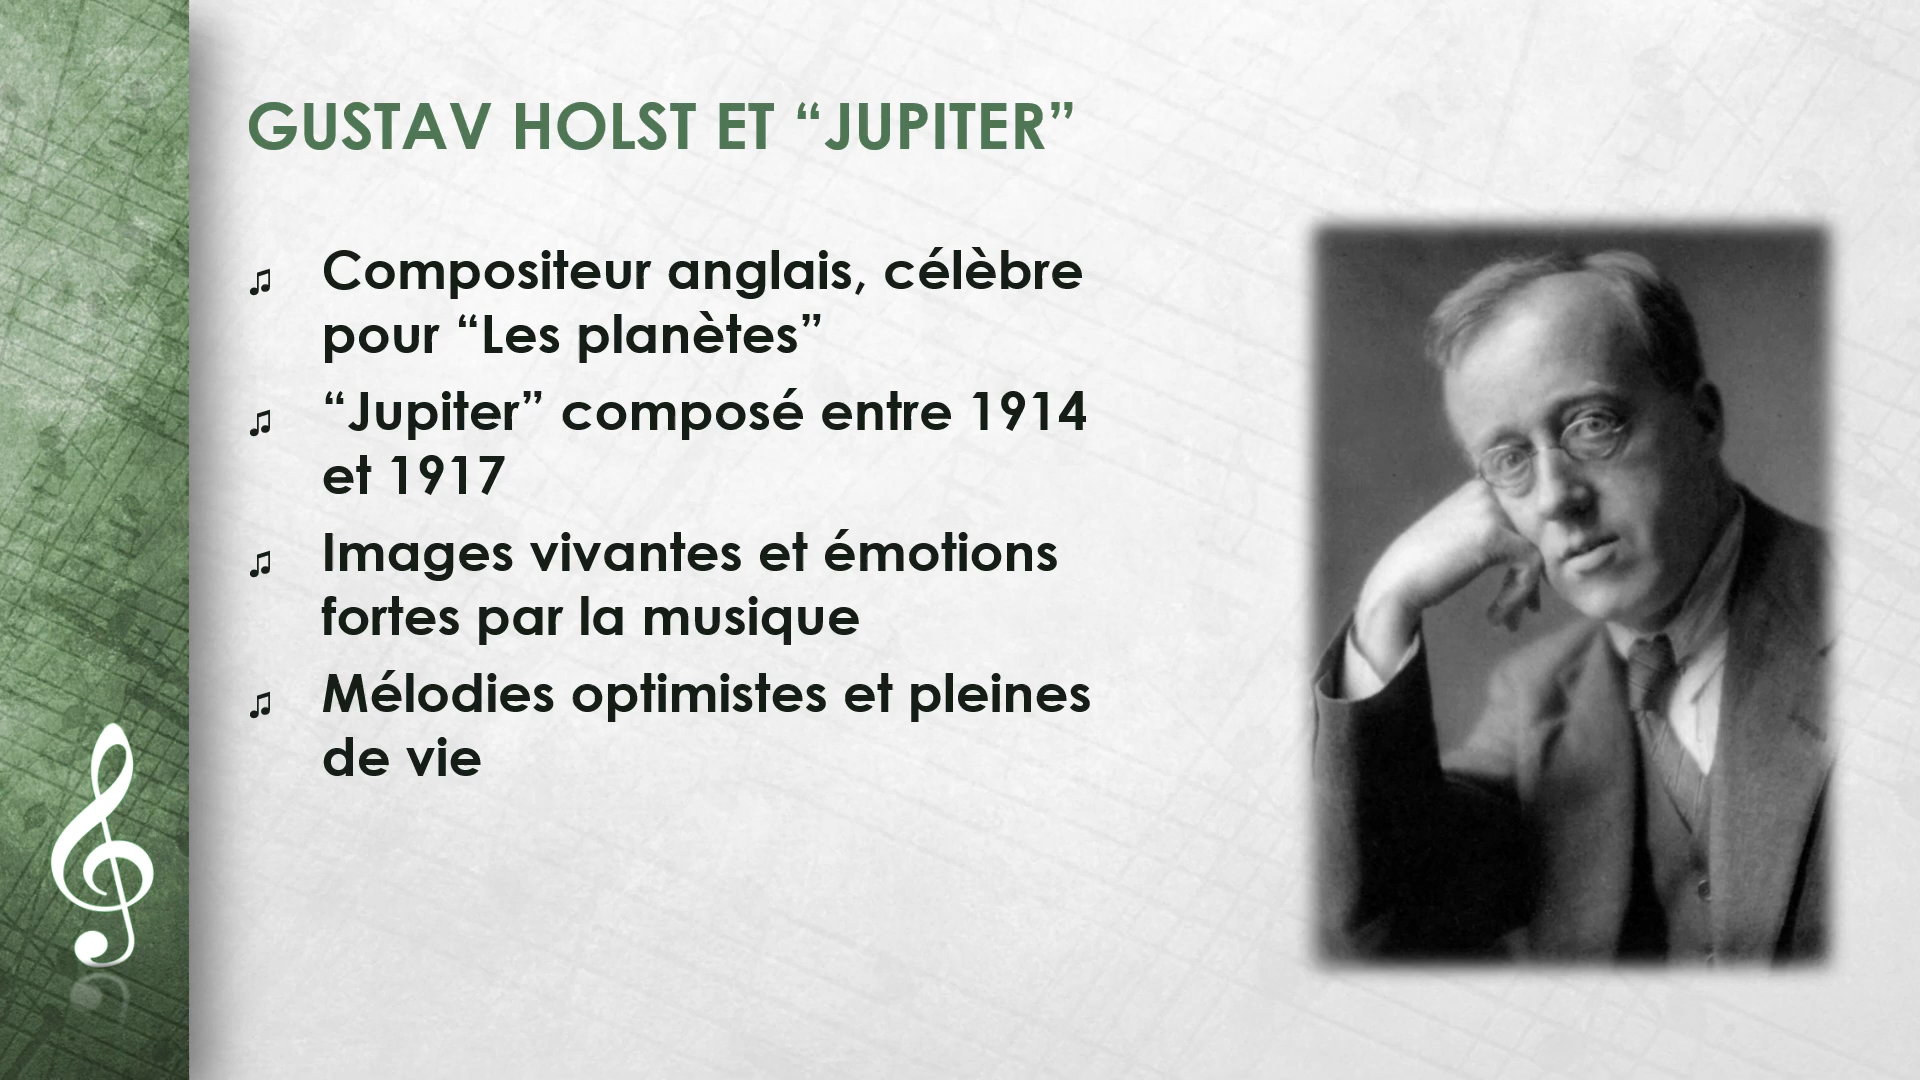 GUSTAV HOLST ET “JUPITER”
♫ Compositeur anglais, célèbre
pour “Les planètes”
♫ “Jupiter” composé entre 1914
et 1917
♫ Images vivantes et émotions
fortes par la musique
♫ Mélodies optimistes et pleines
de vie